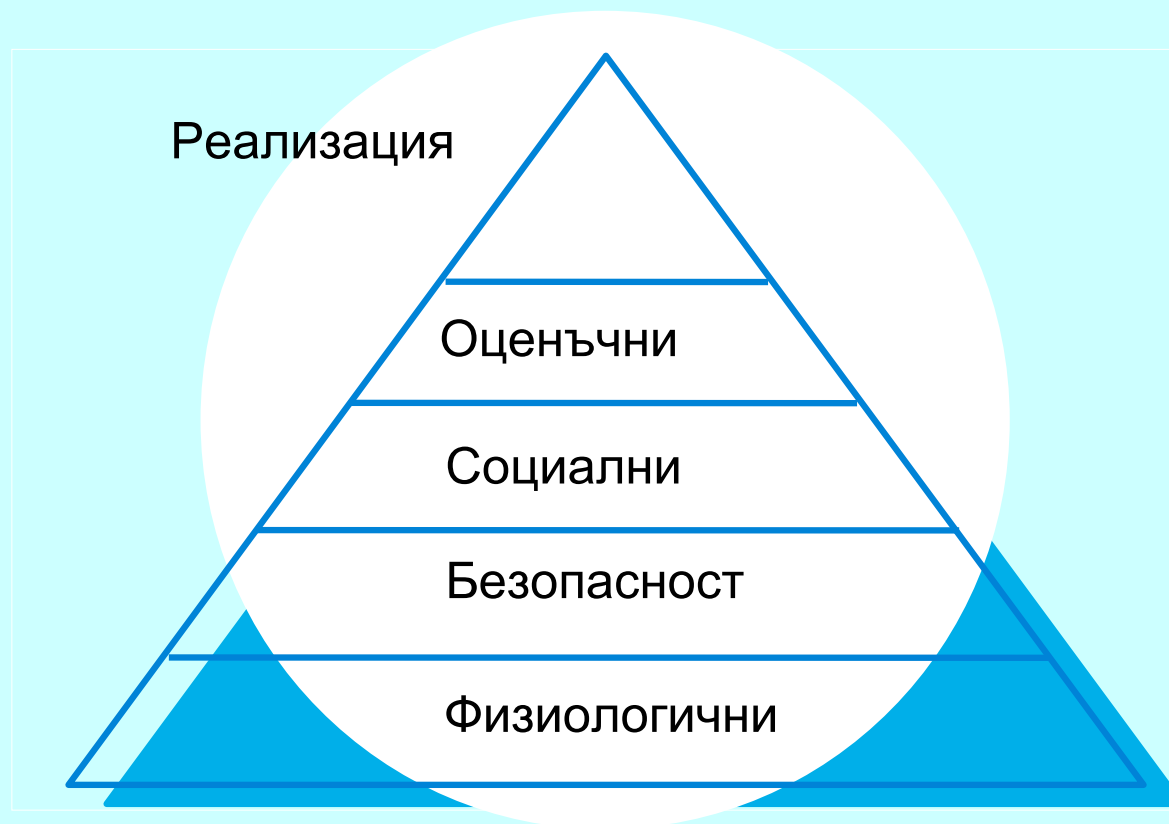 Реализация
Оценъчни
Социални
Безопасност
Физиологични